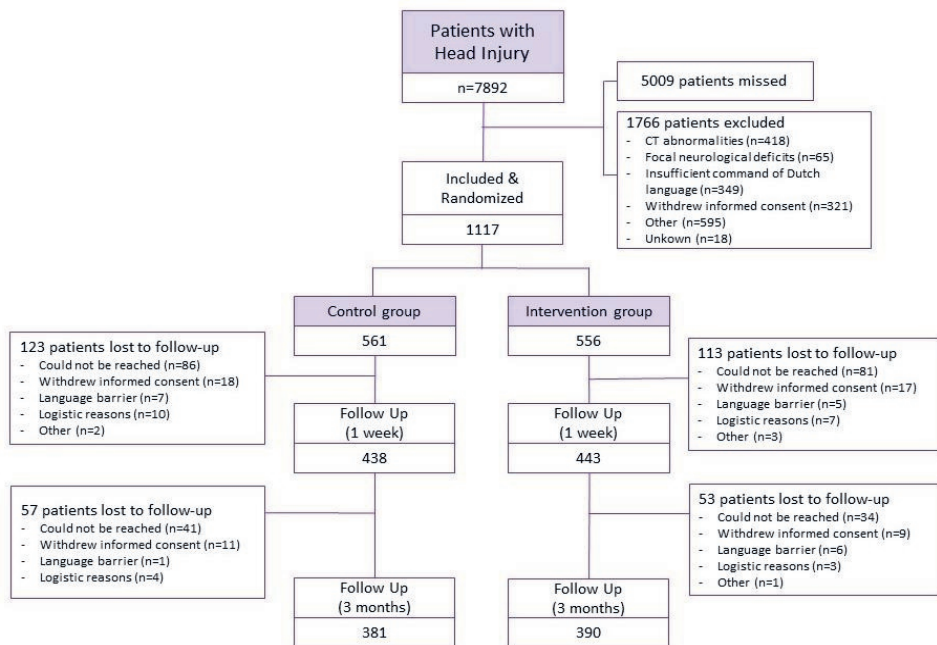 Patients with
Head Injury
n=7892
5009 patients missed
1766 patients excluded
- CT abnormalities (n=418)
- Focal neurological deficits (n=65)
- Insufficient command of Dutch
language (n=349)
- Withdrew informed consent (n=321)
- Other (n=595)
- Unkown (n=18)
Included &
Randomized
1117
Control group
561
Intervention group
556
123 patients lost to follow-up
- Could not be reached (n=86)
- Withdrew informed consent (n=18)
- Language barrier (n=7)
- Logistic reasons (n=10)
- Other (n=2)
113 patients lost to follow-up
- Could not be reached (n=81)
- Withdrew informed consent (n=17)
- Language barrier (n=5)
- Logistic reasons (n=7)
- Other (n=3)
Follow Up
(1 week)
438
Follow Up
(1 week)
443
57 patients lost to follow-up
- Could not be reached (n=41)
- Withdrew informed consent (n=11)
- Language barrier (n=1)
- Logistic reasons (n=4)
53 patients lost to follow-up
- Could not be reached (n=34)
- Withdrew informed consent (n=9)
- Language barrier (n=6)
- Logistic reasons (n=3)
- Other (n=1)
Follow Up
(3 months)
381
Follow Up
(3 months)
390